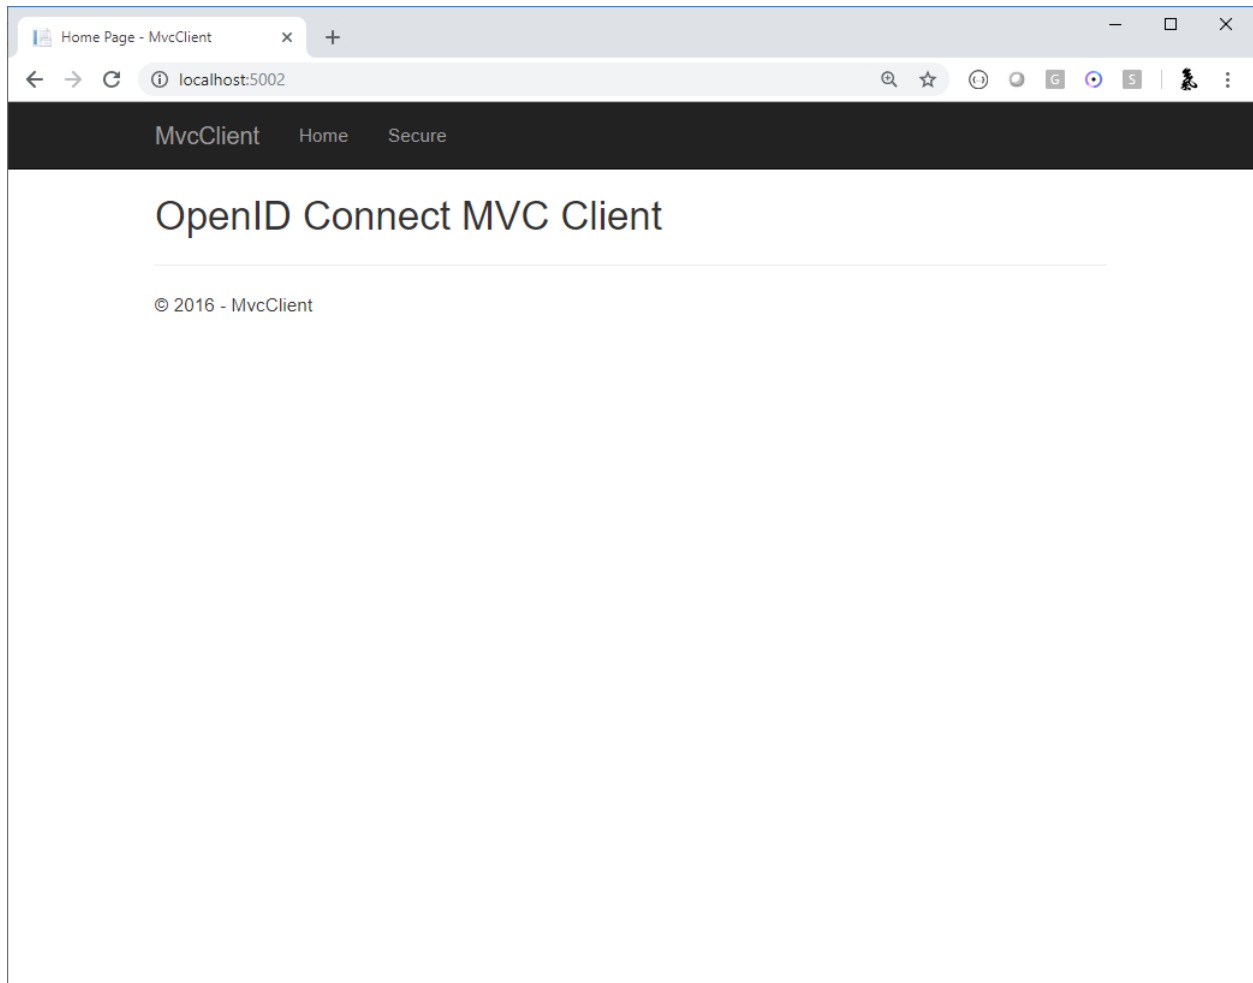 Home Page - MvcClient
localhost:5002
G
S
MvcClient Home Secure
OpenID Connect MVC Client
© 2016 - MvcClient